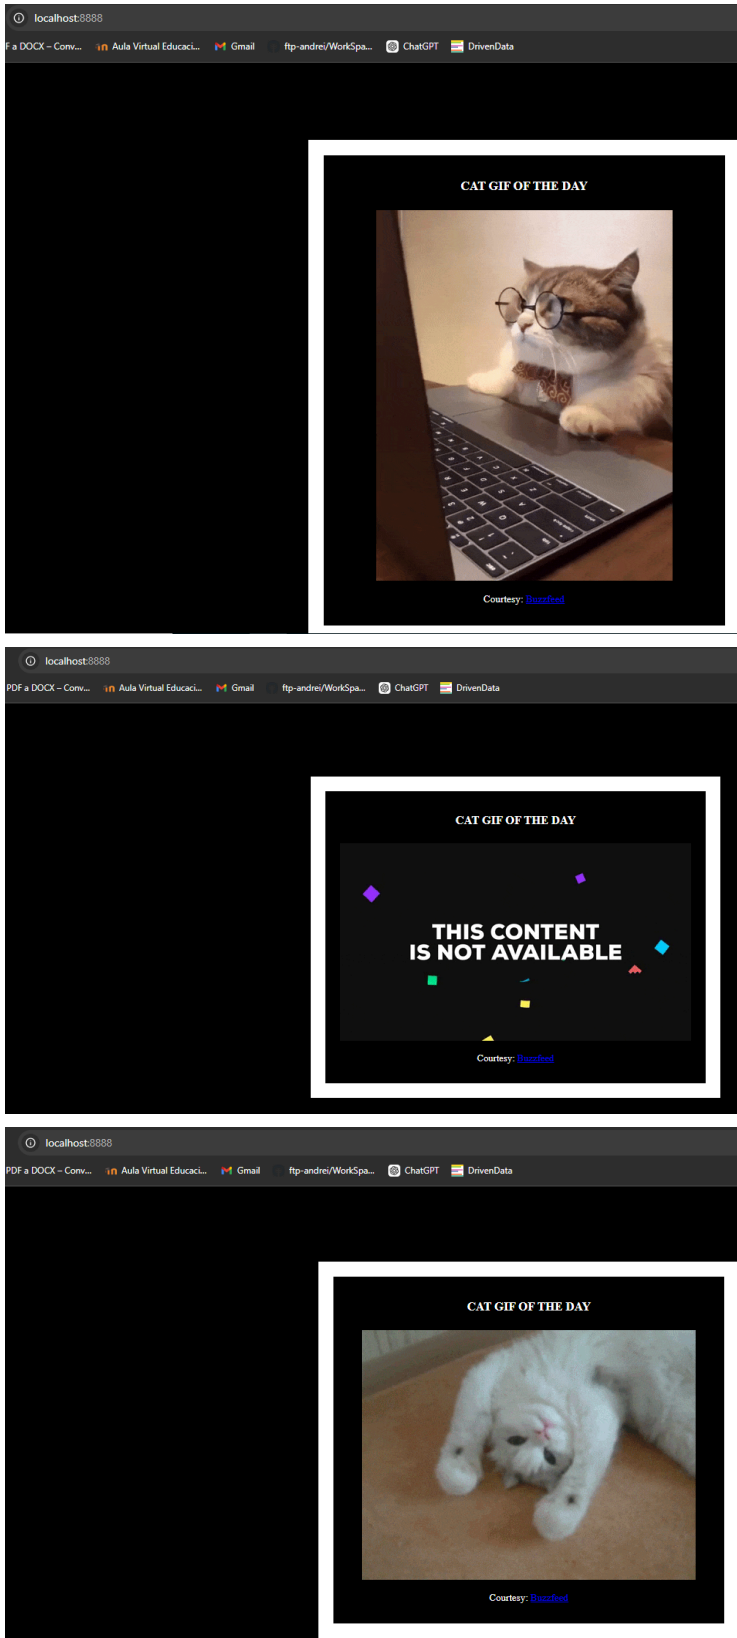 localhost:8888
F a DOCX – Conv... Aula Virtual Educaci... Gmail ftp-andrei/WorkSpa... ChatGPT DrivenData
CAT GIF OF THE DAY
Courtesy: Buzzfeed
localhost:8888
PDF a DOCX – Conv... Aula Virtual Educaci... Gmail ftp-andrei/WorkSpa... ChatGPT DrivenData
CAT GIF OF THE DAY
THIS CONTENT
IS NOT AVAILABLE
Courtesy: Buzzfeed
localhost:8888
PDF a DOCX – Conv... Aula Virtual Educaci... Gmail ftp-andrei/WorkSpa... ChatGPT DrivenData
CAT GIF OF THE DAY
Courtesy: Buzzfeed